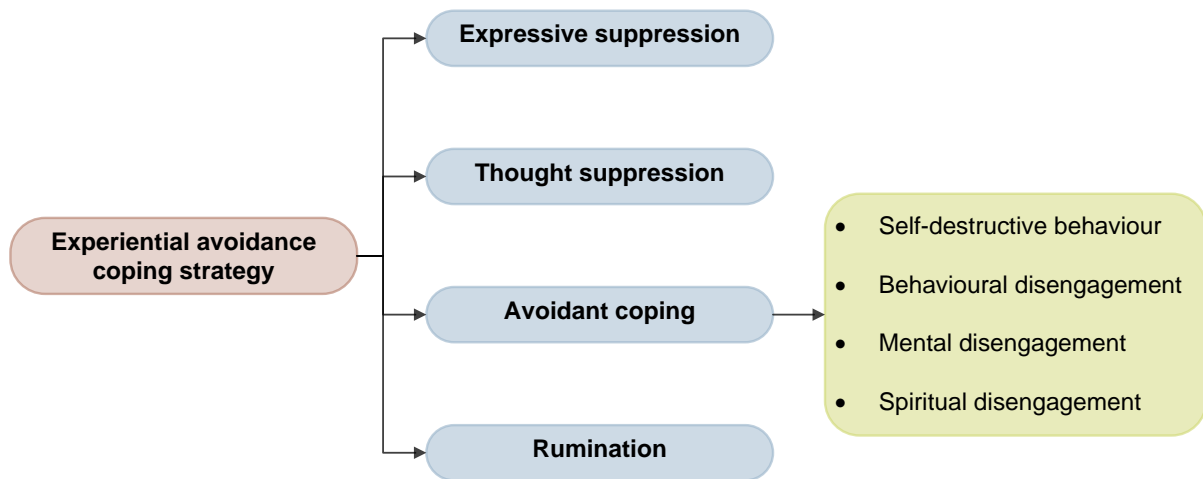 Expressive suppression
Thought suppression
Experiential avoidance
coping strategy
Avoidant coping
Rumination
• Self-destructive behaviour
• Behavioural disengagement
• Mental disengagement
• Spiritual disengagement